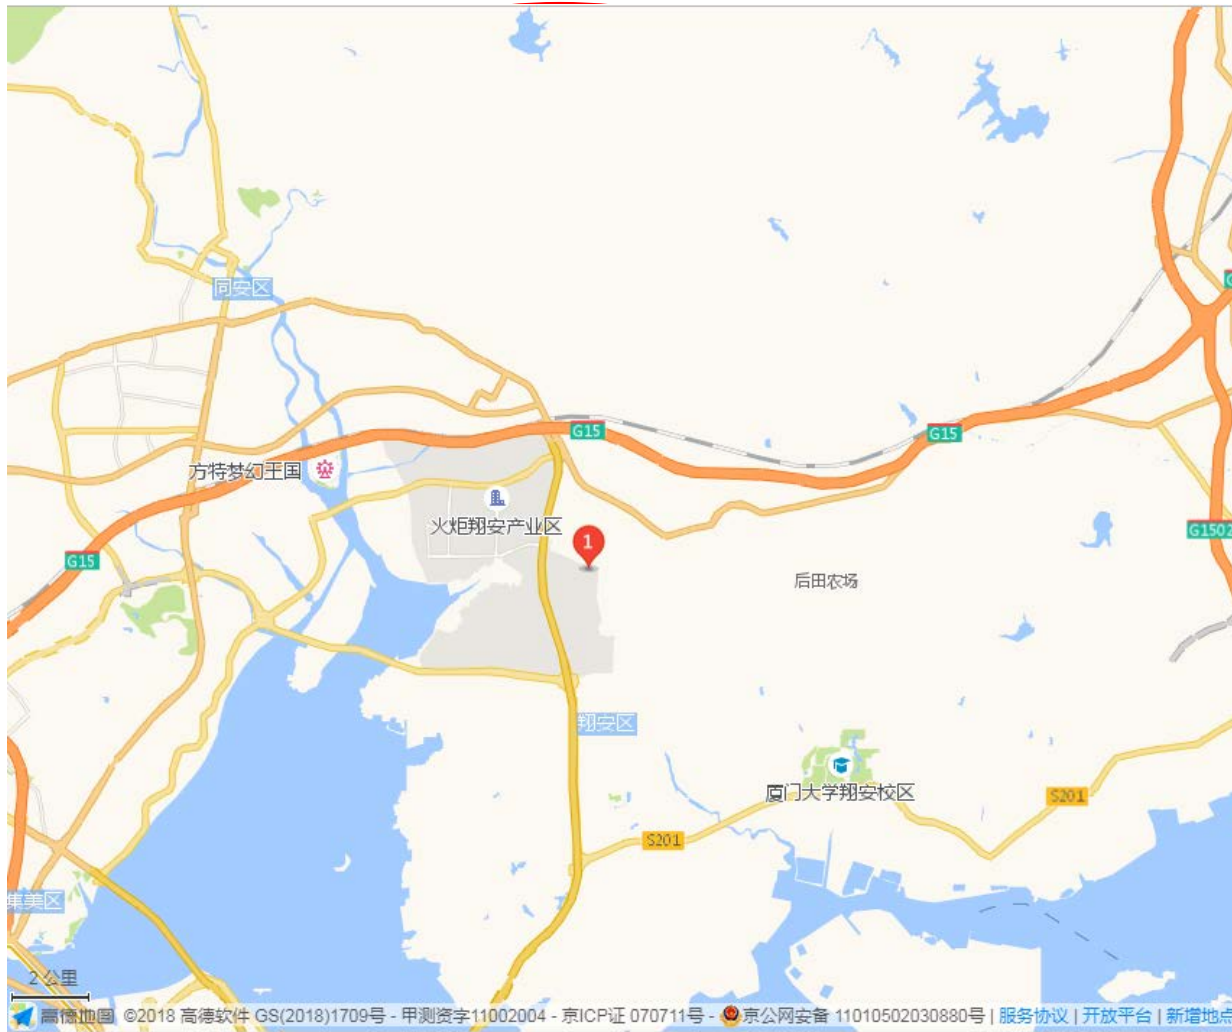 同安区
G
G15
G15
方特梦幻王国
火炬翔安产业区
G1502
1
G15
后田农场
翔安区
厦门大学翔安校区
S201
S201
集美区
2 公里
高德地图 ©2018 高德软件 GS(2018)1709号 - 甲测资字11002004 - 京ICP证 070711号 - 京公网安备 11010502030880号 | 服务协议 | 开放平台 | 新增地